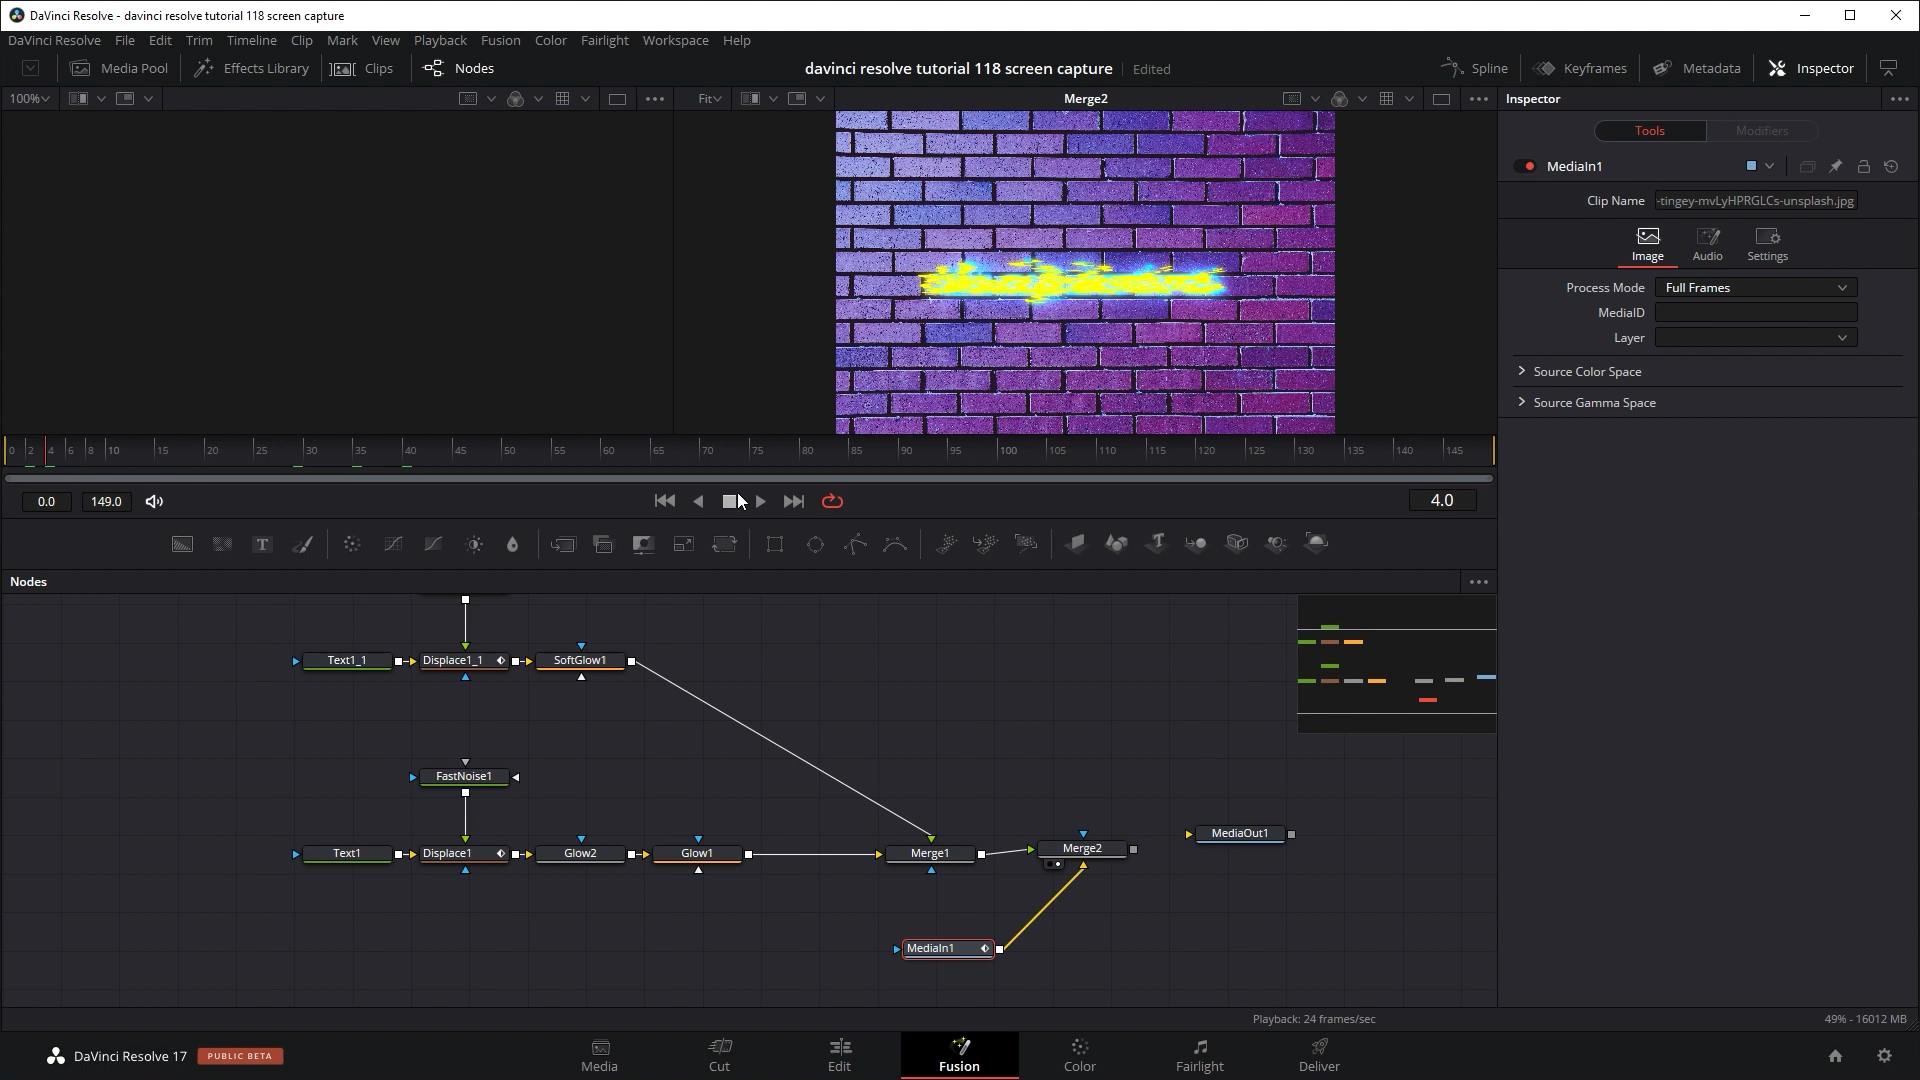 DaVinci Resolve - davinci resolve tutorial 118 screen capture
DaVinci Resolve File Edit Trim Timeline Clip Mark View Playback Fusion Color Fairlight Workspace Help
Media Pool Effects Library Clips Nodes davinci resolve tutorial 118 screen capture Edited Spline Keyframes Metadata Inspector
100% Fit Merge2 Inspector
Tools Modifiers
MediaIn1
Clip Name -tingey-mvLyHPRGLCs-unsplash.jpg
Image Audio Settings
Process Mode Full Frames
MediaID
Layer
Source Color Space
Source Gamma Space
0 2 4 6 8 10 15 20 25 30 35 40 45 50 55 60 65 70 75 80 85 90 95 100 105 110 115 120 125 130 135 140 145
0.0 149.0 4.0
T T
Nodes
Text1_1 Displace1_1 SoftGlow1
FastNoise1
Text1 Displace1 Glow2 Glow1 Merge1 Merge2 MediaOut1
MediaIn1
Playback: 24 frames/sec 49% - 16012 MB
DaVinci Resolve 17 PUBLIC BETA Media Cut Edit Fusion Color Fairlight Deliver